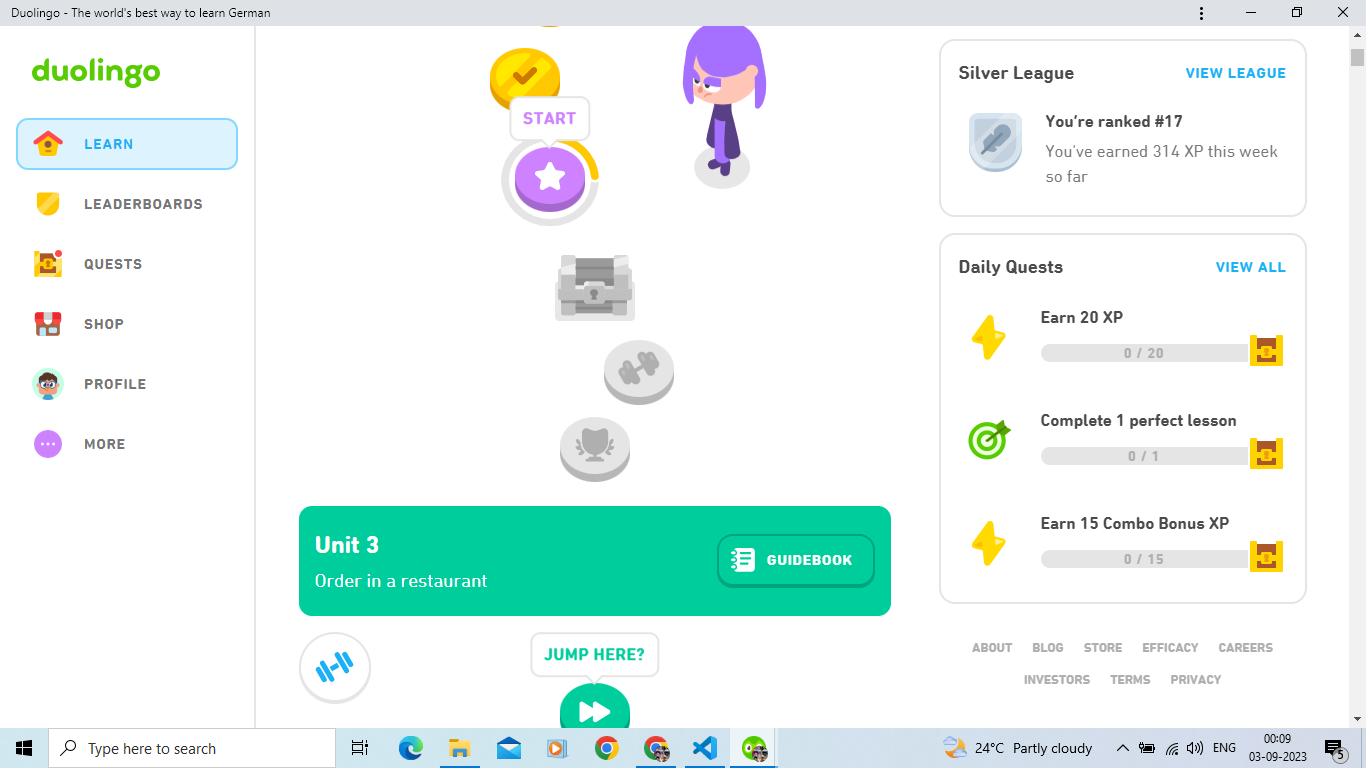 Duolingo - The world's best way to learn German
duolingo
LEARN
LEADERBOARDS
QUESTS
SHOP
PROFILE
MORE
START
Unit 3
Order in a restaurant
GUIDEBOOK
JUMP HERE?
Silver League
VIEW LEAGUE
You're ranked #17
You've earned 314 XP this week
so far
Daily Quests
VIEW ALL
Earn 20 XP
0 / 20
Complete 1 perfect lesson
0 / 1
Earn 15 Combo Bonus XP
0 / 15
ABOUT BLOG STORE EFFICACY CAREERS
INVESTORS TERMS PRIVACY
Type here to search
24°C Partly cloudy
ENG
00:09
03-09-2023
5